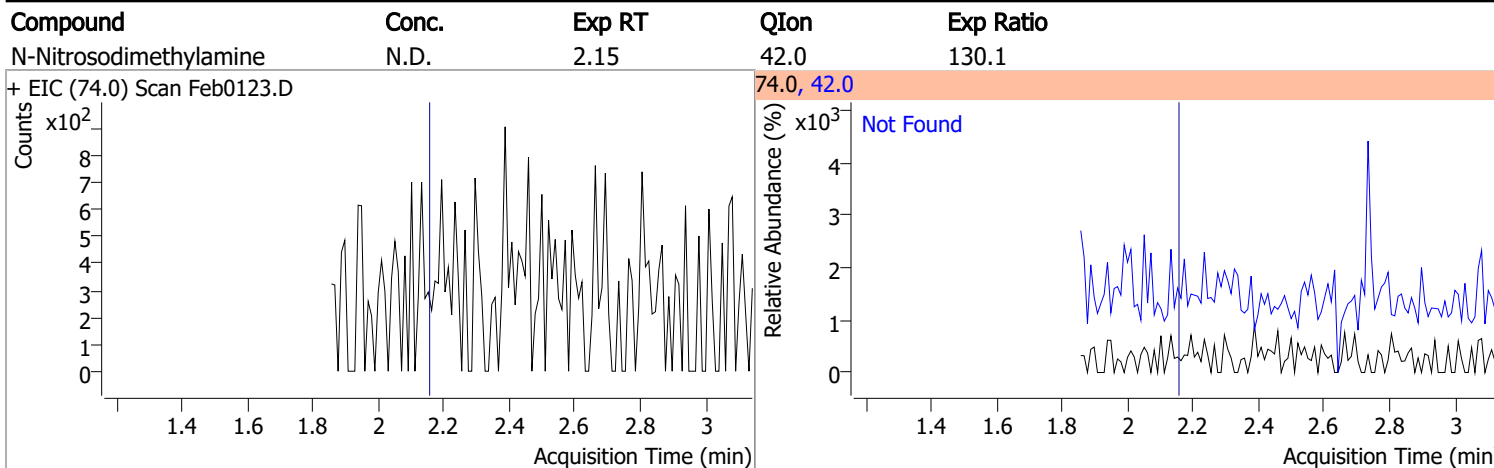 Compound Conc. Exp RT QIon Exp Ratio
N-Nitrosodimethylamine N.D. 2.15 42.0 130.1
+ EIC (74.0) Scan Feb0123.D
Counts
x10²
8
7
6
5
4
3
2
1
0
1.4 1.6 1.8 2 2.2 2.4 2.6 2.8 3
Acquisition Time (min)
74.0, 42.0
Relative Abundance (%)
x10³
Not Found
4
3
2
1
0
1.4 1.6 1.8 2 2.2 2.4 2.6 2.8 3
Acquisition Time (min